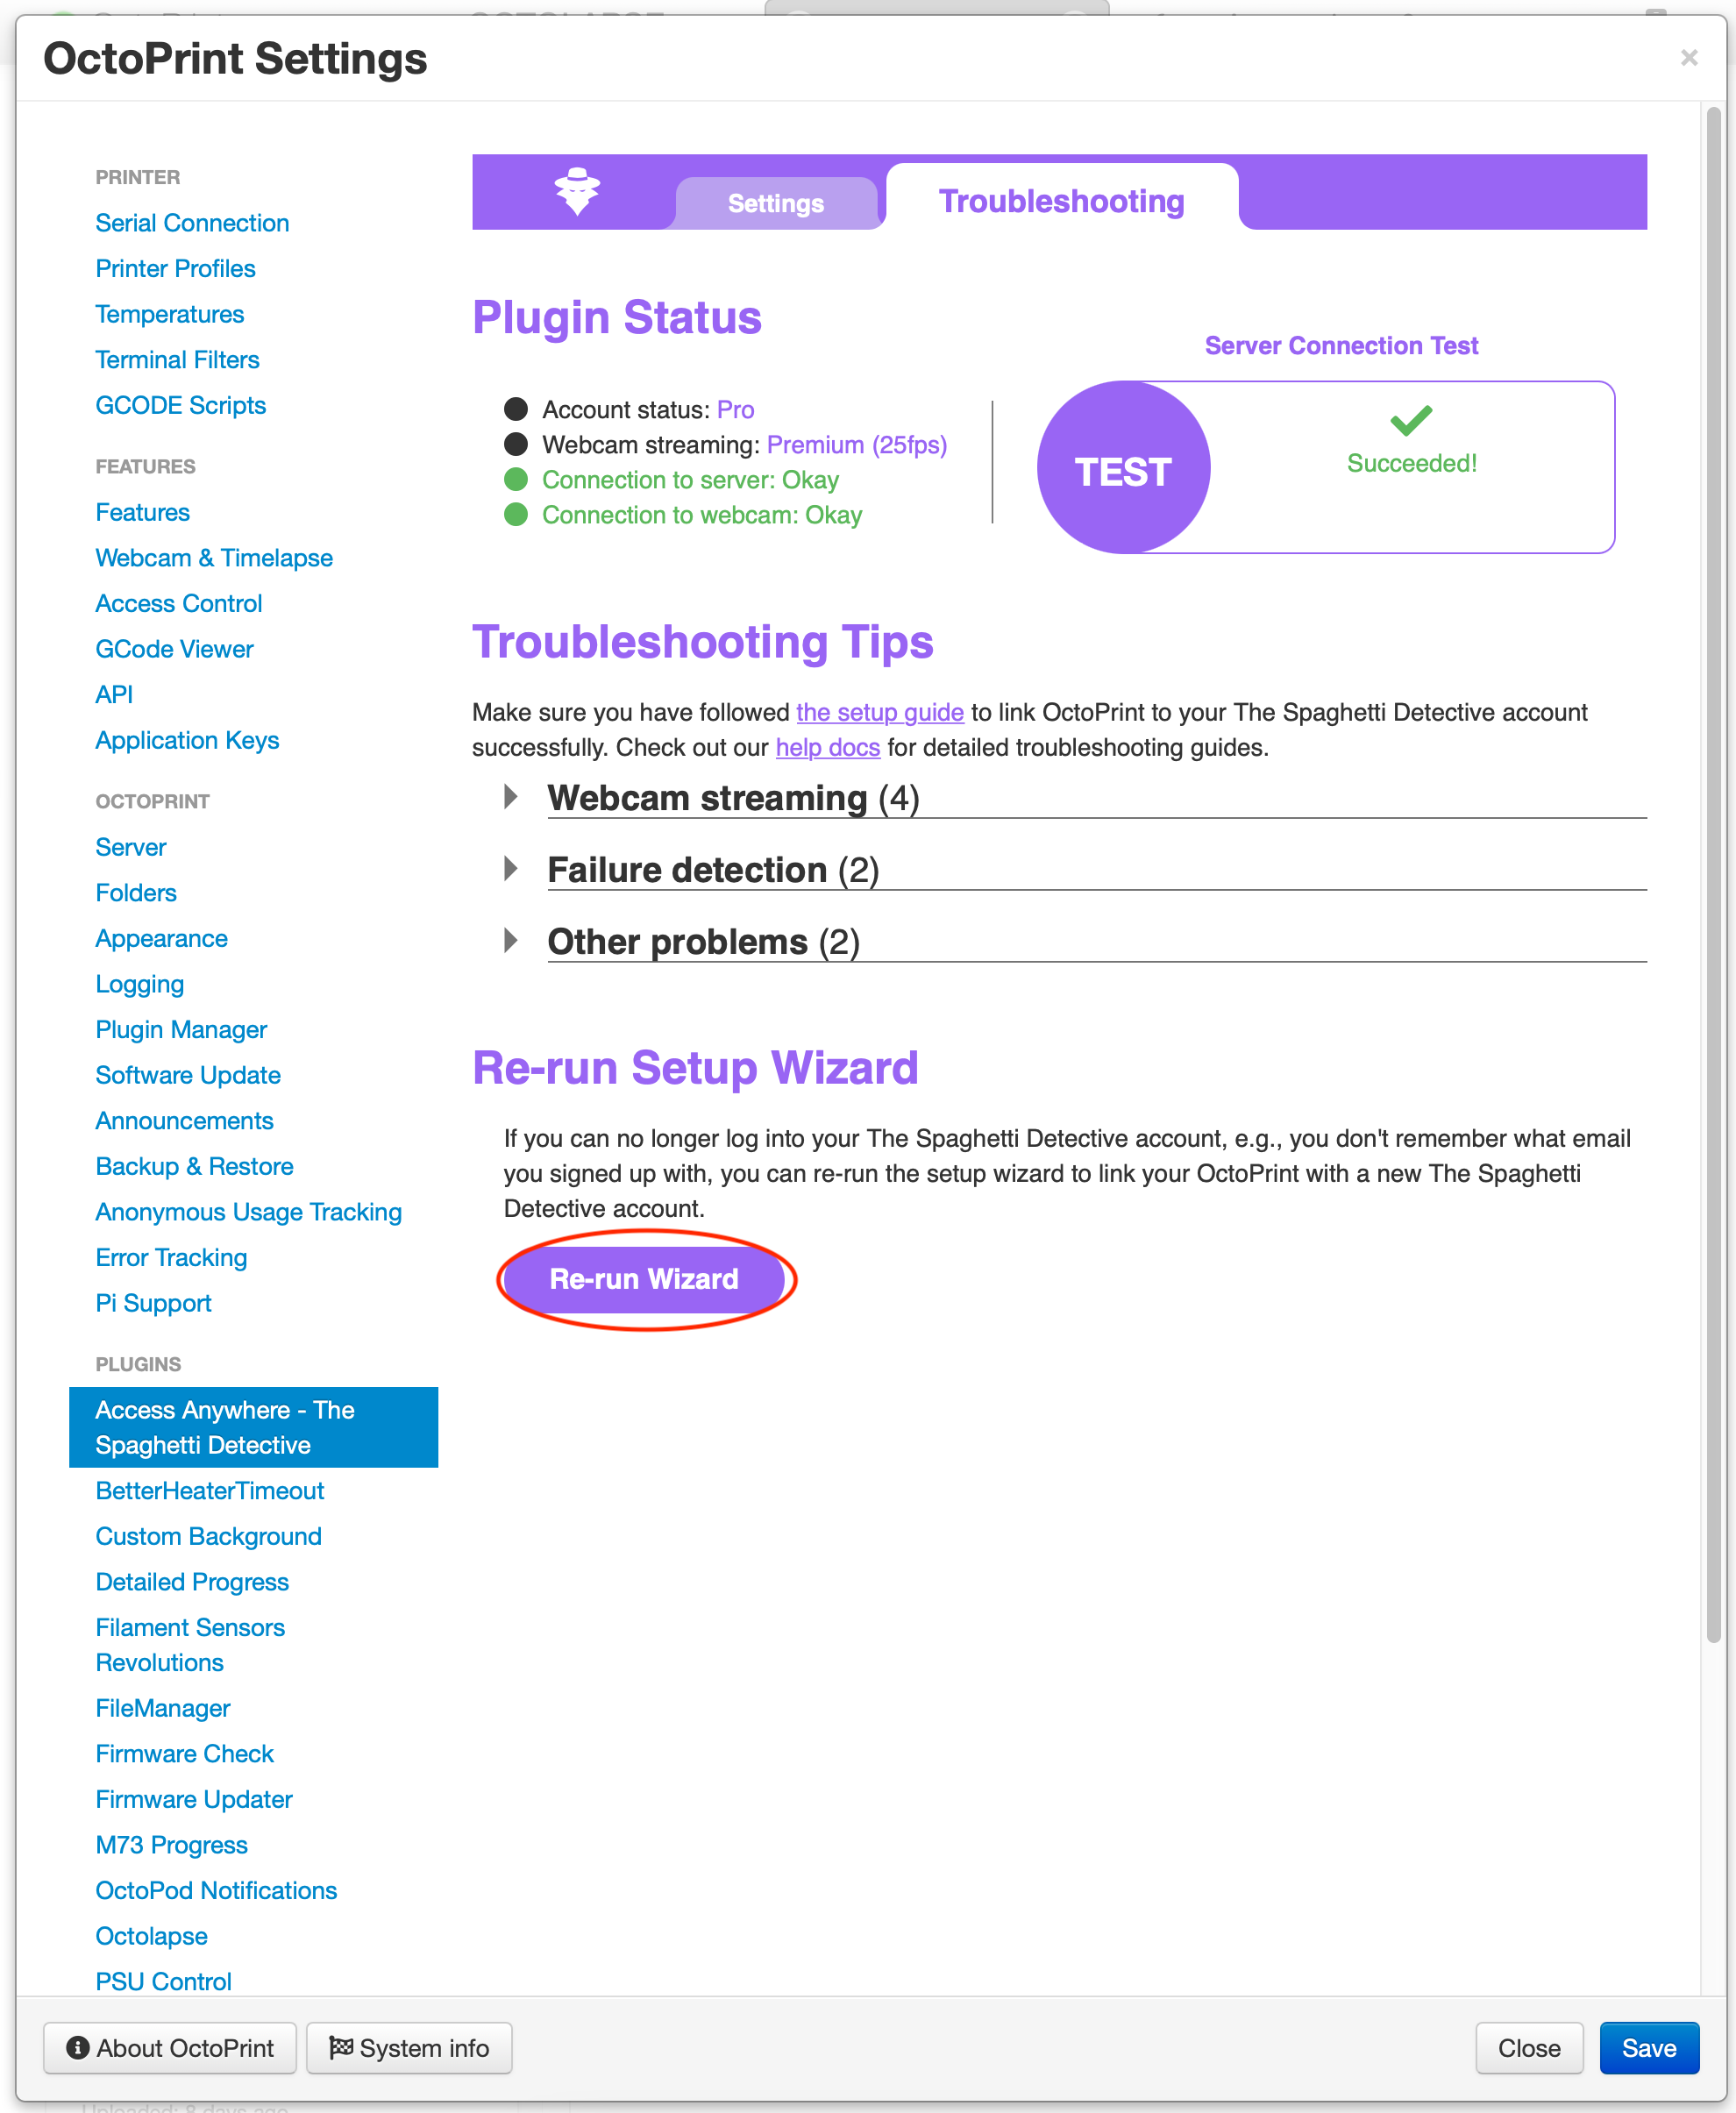 OctoPrint Settings
×
PRINTER
Serial Connection
Printer Profiles
Temperatures
Terminal Filters
GCODE Scripts
FEATURES
Features
Webcam & Timelapse
Access Control
GCode Viewer
API
Application Keys
OCTOPRINT
Server
Folders
Appearance
Logging
Plugin Manager
Software Update
Announcements
Backup & Restore
Anonymous Usage Tracking
Error Tracking
Pi Support
PLUGINS
Access Anywhere - The
Spaghetti Detective
BetterHeaterTimeout
Custom Background
Detailed Progress
Filament Sensors
Revolutions
FileManager
Firmware Check
Firmware Updater
M73 Progress
OctoPod Notifications
Octolapse
PSU Control
Settings
Troubleshooting
Plugin Status
Account status: Pro
Webcam streaming: Premium (25fps)
Connection to server: Okay
Connection to webcam: Okay
Server Connection Test
TEST
Succeeded!
Troubleshooting Tips
Make sure you have followed the setup guide to link OctoPrint to your The Spaghetti Detective account
successfully. Check out our help docs for detailed troubleshooting guides.
Webcam streaming (4)
Failure detection (2)
Other problems (2)
Re-run Setup Wizard
If you can no longer log into your The Spaghetti Detective account, e.g., you don't remember what email
you signed up with, you can re-run the setup wizard to link your OctoPrint with a new The Spaghetti
Detective account.
Re-run Wizard
About OctoPrint
System info
Close
Save
Uploaded: 8 days ago